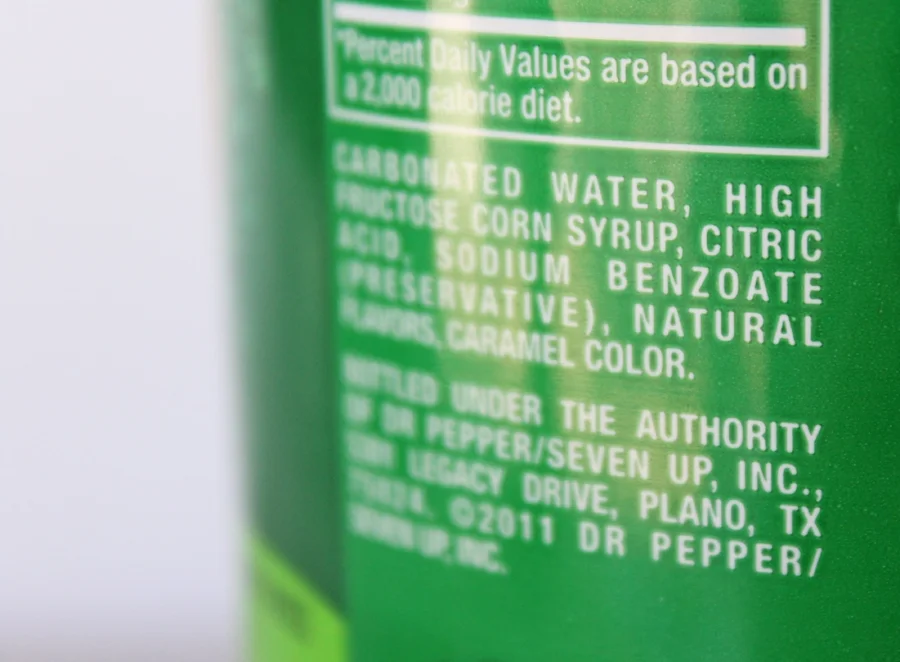 *Percent Daily Values are based on
a 2,000 calorie diet.
CARBONATED WATER, HIGH
FRUCTOSE CORN SYRUP, CITRIC
ACID, SODIUM BENZOATE
(PRESERVATIVE), NATURAL
FLAVORS, CARAMEL COLOR.
BOTTLED UNDER THE AUTHORITY
OF DR PEPPER/SEVEN UP, INC.,
LEGACY DRIVE, PLANO, TX
75024. ©2011 DR PEPPER/
SEVEN UP, INC.